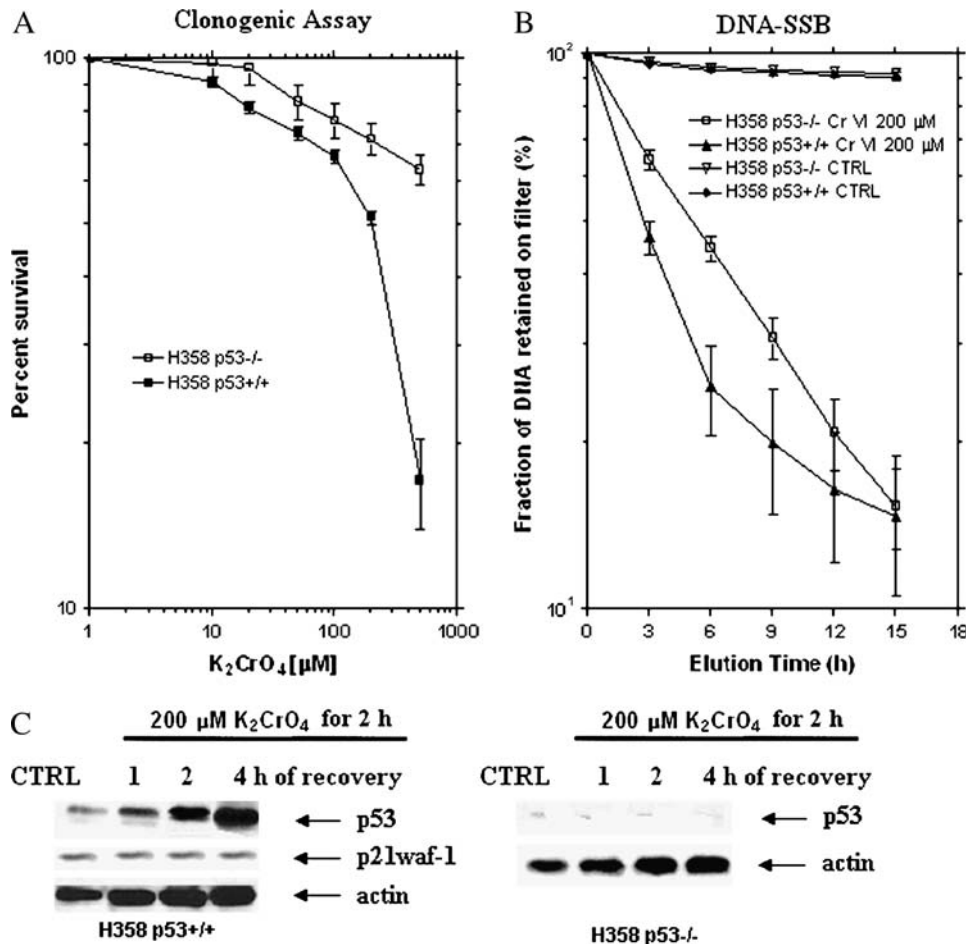 A
Clonogenic Assay
100
10
Percent survival
H358 p53-/-
H358 p53+/+
1
10
100
1000
K₂CrO₄[µM]
B
DNA-SSB
10²
10¹
Fraction of DNA retained on filter (%)
H358 p53-/- Cr VI 200 µM
H358 p53+/+ Cr VI 200 µM
H358 p53-/- CTRL
H358 p53+/+ CTRL
0 3 6 9 12 15 18
Elution Time (h)
C
200 µM K₂CrO₄ for 2 h
CTRL 1 2 4 h of recovery
p53
p21waf-1
actin
H358 p53+/+
200 µM K₂CrO₄ for 2 h
CTRL 1 2 4 h of recovery
p53
actin
H358 p53-/-